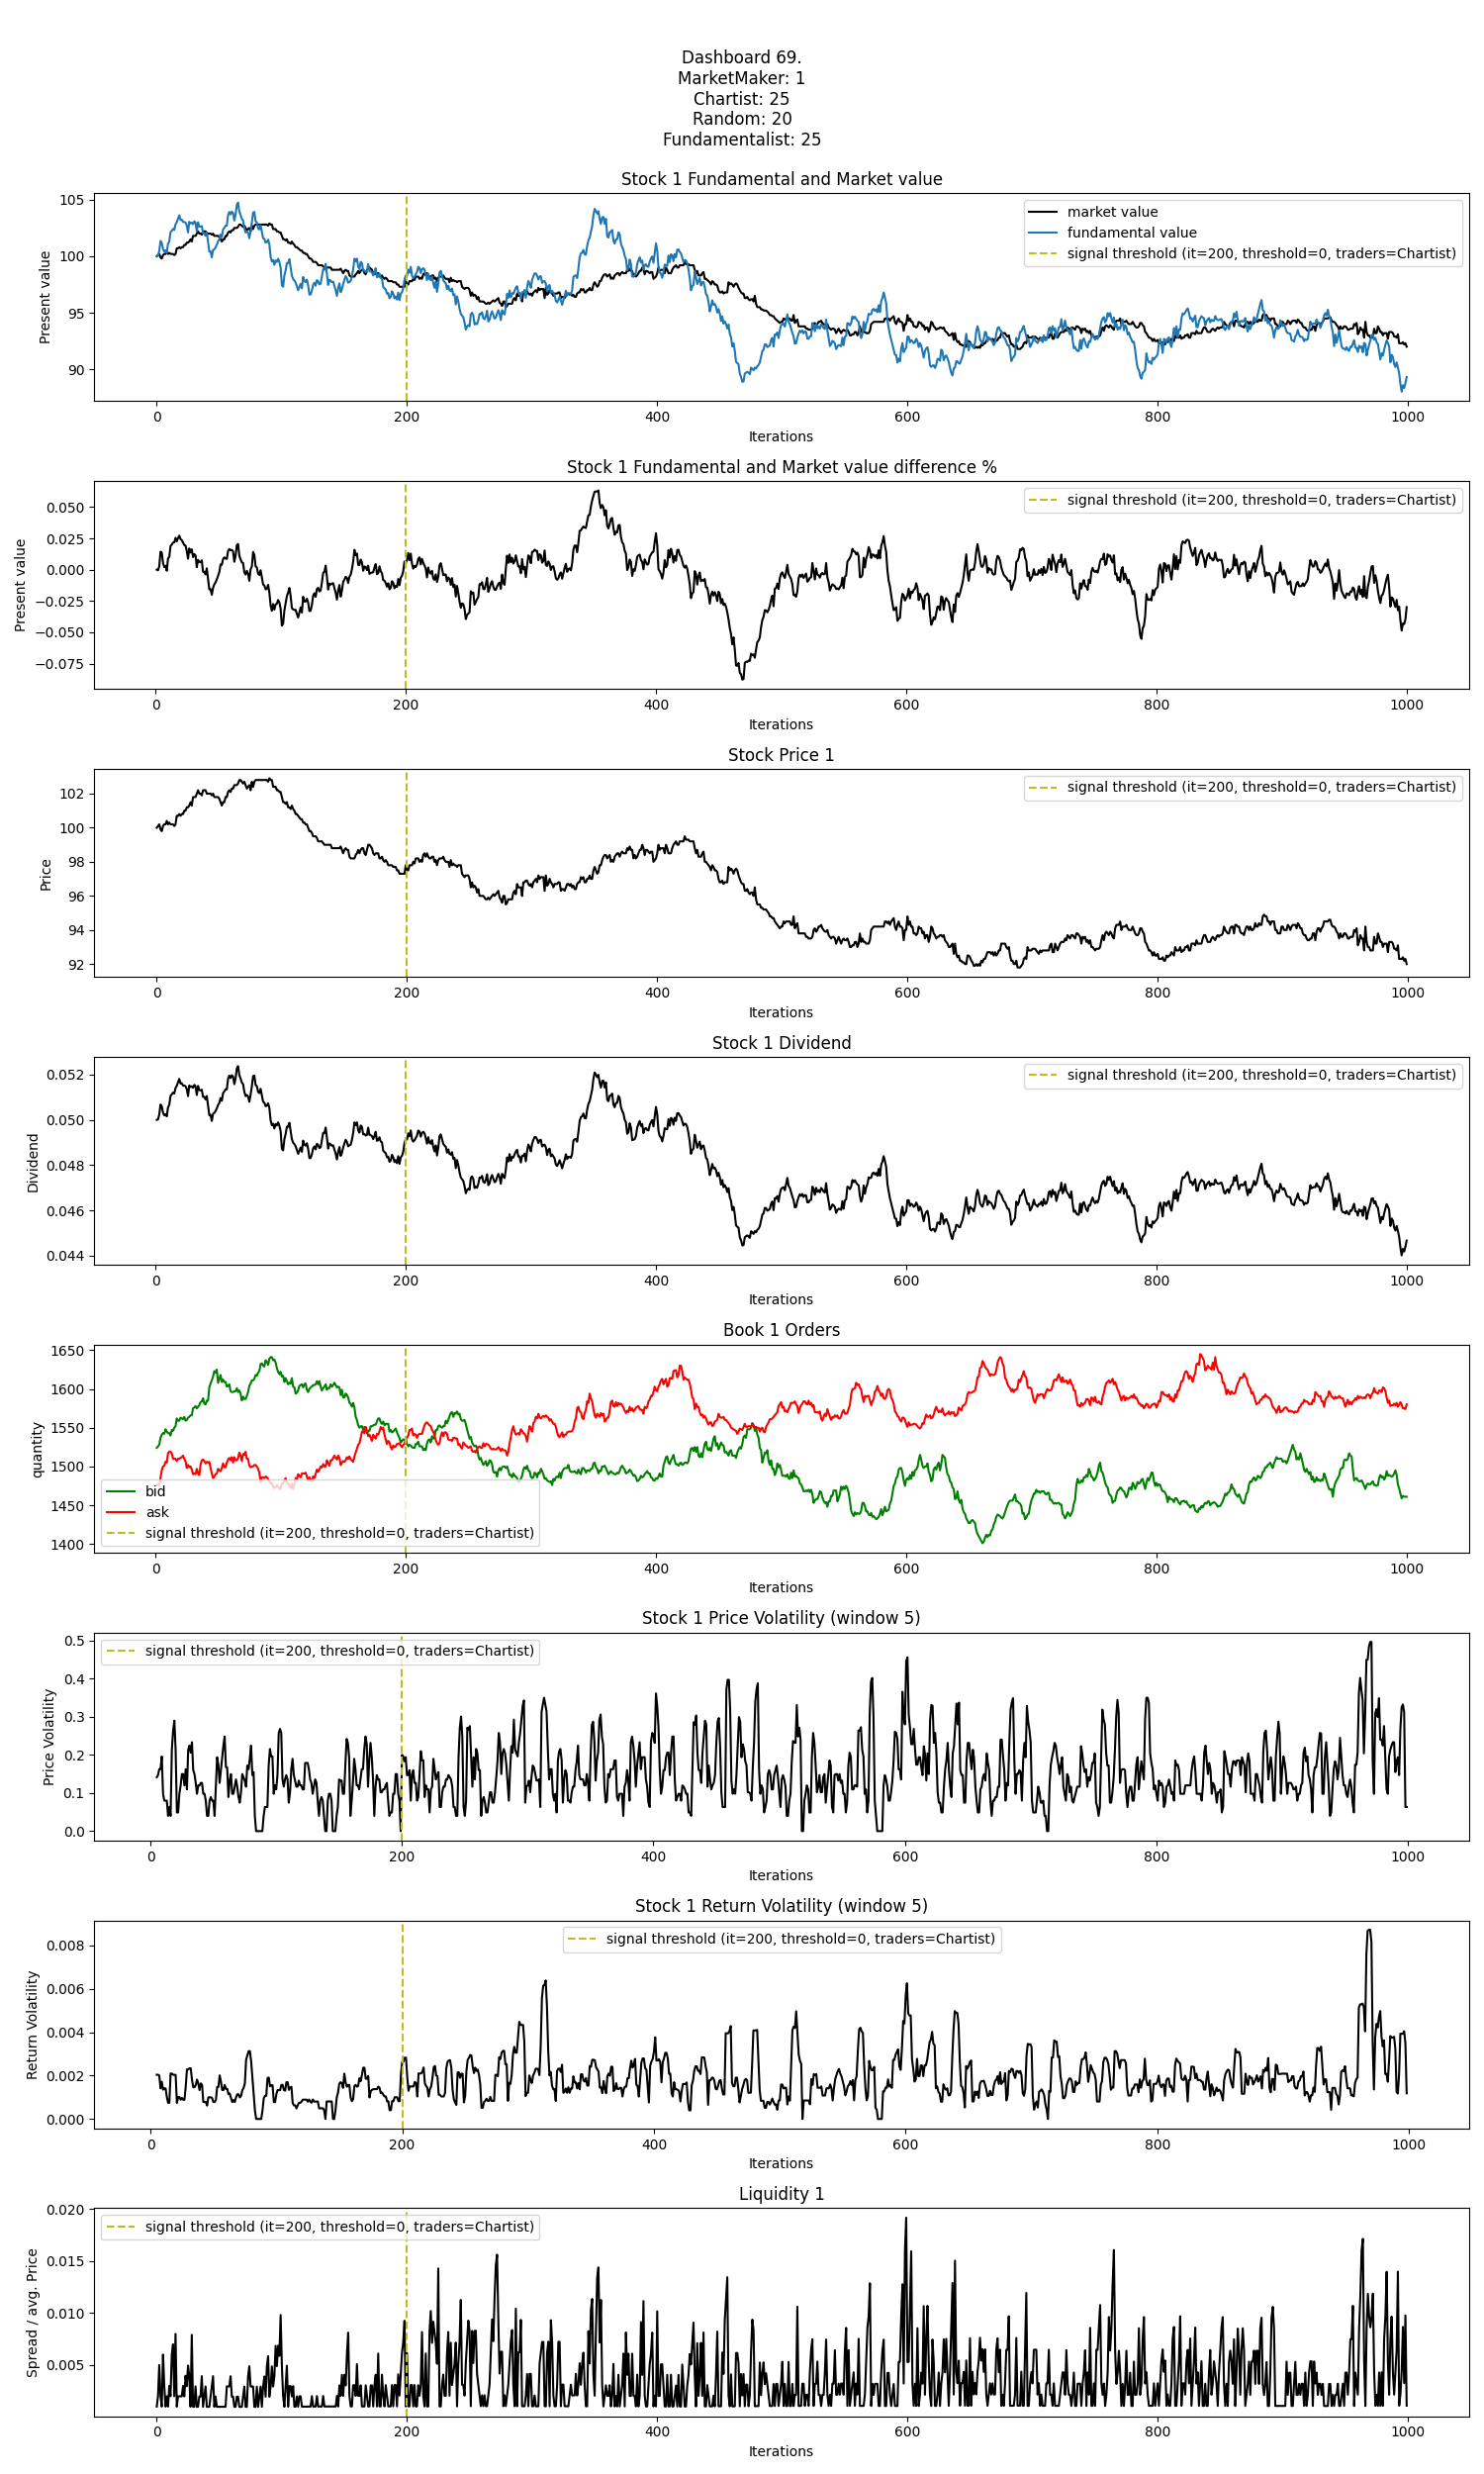 Dashboard 69.
MarketMaker: 1
Chartist: 25
Random: 20
Fundamentalist: 25
Stock 1 Fundamental and Market value
105
100
95
90
Present value
market value
fundamental value
signal threshold (it=200, threshold=0, traders=Chartist)
0 200 400 600 800 1000
Iterations
Stock 1 Fundamental and Market value difference %
0.050
0.025
0.000
−0.025
−0.050
−0.075
Present value
signal threshold (it=200, threshold=0, traders=Chartist)
0 200 400 600 800 1000
Iterations
Stock Price 1
102
100
98
96
94
92
Price
signal threshold (it=200, threshold=0, traders=Chartist)
0 200 400 600 800 1000
Iterations
Stock 1 Dividend
0.052
0.050
0.048
0.046
0.044
Dividend
signal threshold (it=200, threshold=0, traders=Chartist)
0 200 400 600 800 1000
Iterations
Book 1 Orders
1650
1600
1550
1500
1450
1400
quantity
bid
ask
signal threshold (it=200, threshold=0, traders=Chartist)
0 200 400 600 800 1000
Iterations
Stock 1 Price Volatility (window 5)
0.5
0.4
0.3
0.2
0.1
0.0
Price Volatility
signal threshold (it=200, threshold=0, traders=Chartist)
0 200 400 600 800 1000
Iterations
Stock 1 Return Volatility (window 5)
0.008
0.006
0.004
0.002
0.000
Return Volatility
signal threshold (it=200, threshold=0, traders=Chartist)
0 200 400 600 800 1000
Iterations
Liquidity 1
0.020
0.015
0.010
0.005
Spread / avg. Price
signal threshold (it=200, threshold=0, traders=Chartist)
0 200 400 600 800 1000
Iterations